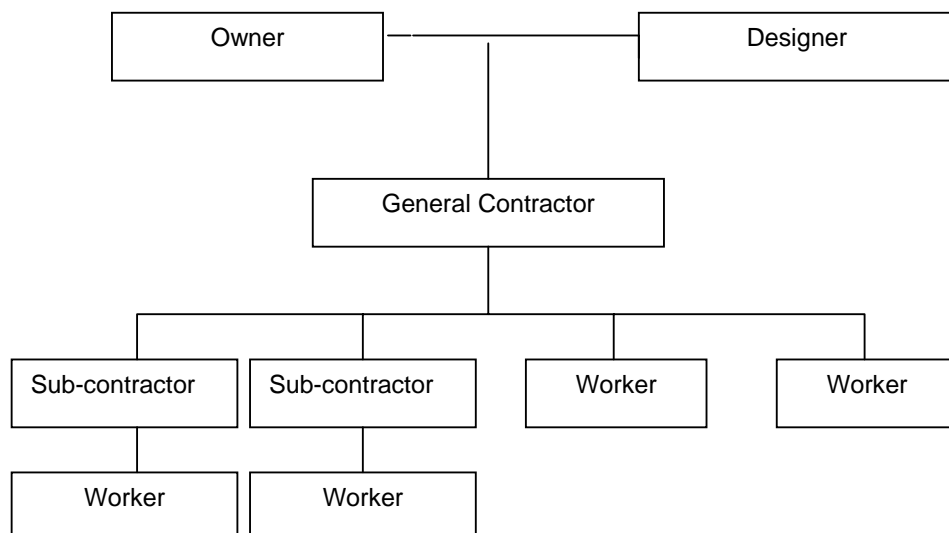 Owner
Designer
General Contractor
Sub-contractor
Sub-contractor
Worker
Worker
Worker
Worker